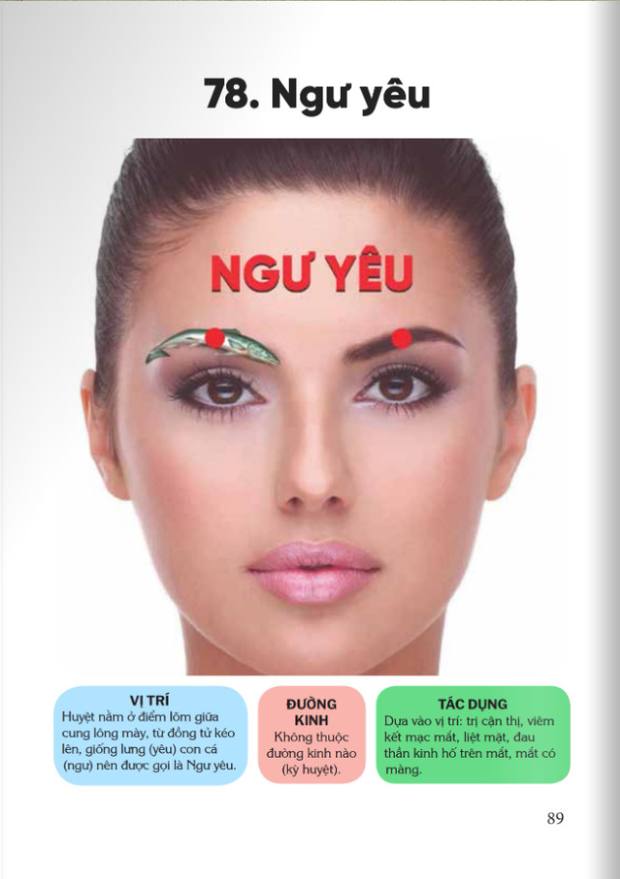 78. Ngư yêu
NGƯ YÊU
VỊ TRÍ
Huyệt nằm ở điểm lõm giữa
cung lông mày, từ đồng tử kéo
lên, giống lưng (yêu) con cá
(ngư) nên được gọi là Ngư yêu.
ĐƯỜNG
KINH
Không thuộc
đường kinh nào
(kỳ huyệt).
TÁC DỤNG
Dựa vào vị trí: trị cận thị, viêm
kết mạc mắt, liệt mặt, đau
thần kinh hố trên mắt, mắt có
màng.
89